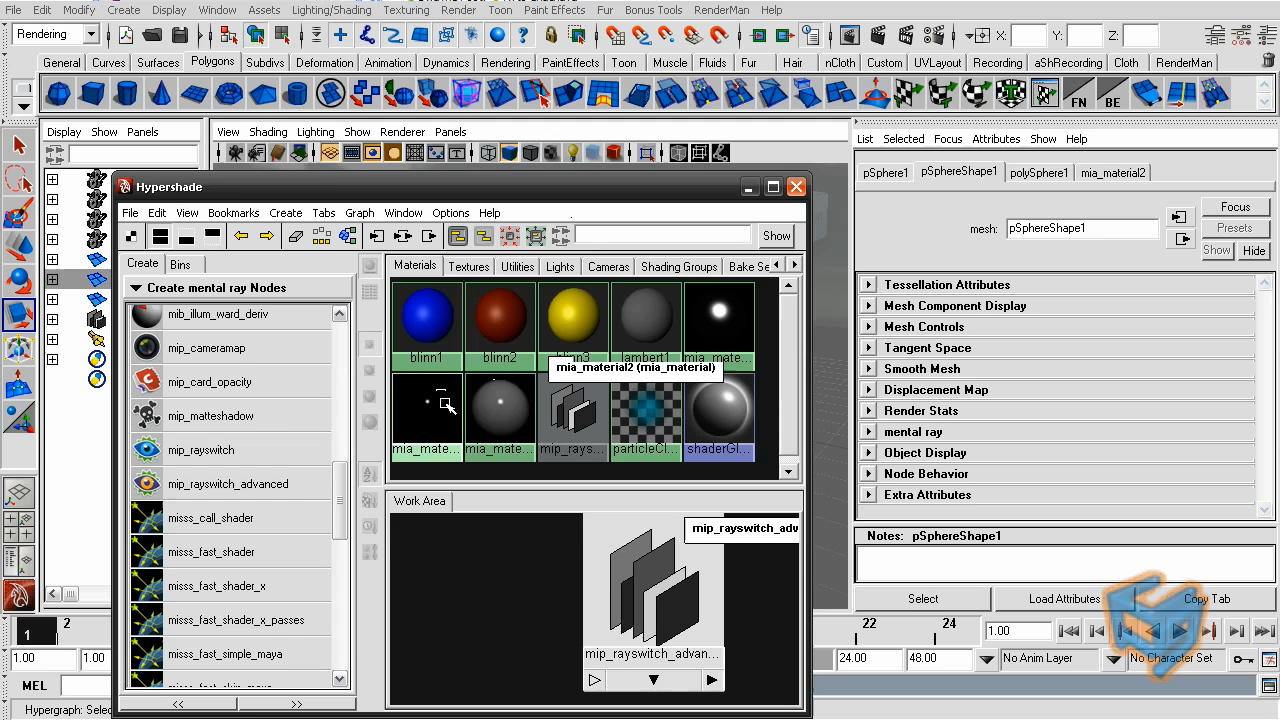 File Edit Modify Create Display Window Assets Lighting/Shading Texturing Render Toon Paint Effects Fur Bonus Tools RenderMan Help
Rendering X: Y: Z:
General Curves Surfaces Polygons Subdivs Deformation Animation Dynamics Rendering PaintEffects Toon Muscle Fluids Fur Hair nCloth Custom UVLayout Recording aShRecording Cloth RenderMan
FN BE
Display Show Panels View Shading Lighting Show Renderer Panels
List Selected Focus Attributes Show Help
pSphere1 pSphereShape1 polySphere1 mia_material2
Hypershade
File Edit View Bookmarks Create Tabs Graph Window Options Help
Show
mesh: pSphereShape1
Focus
Presets
Show Hide
Create Bins
Materials Textures Utilities Lights Cameras Shading Groups Bake Se
Create mental ray Nodes
mib_illum_ward_deriv
mip_cameramap
mip_card_opacity
mip_matteshadow
mip_rayswitch
mip_rayswitch_advanced
misss_call_shader
misss_fast_shader
misss_fast_shader_x
misss_fast_shader_x_passes
misss_fast_simple_maya
<< >>
blinn1 blinn2 blinn3 lambert1 mia_mate...
mia_material2 (mia_material)
mia_mate... mia_mate... mip_rays... particleCl... shaderGl...
Work Area
mip_rayswitch_adv
mip_rayswitch_advan...
Tessellation Attributes
Mesh Component Display
Mesh Controls
Tangent Space
Smooth Mesh
Displacement Map
Render Stats
mental ray
Object Display
Node Behavior
Extra Attributes
Notes: pSphereShape1
Select Load Attributes Copy Tab
1 2 22 24 1.00
1.00 1.00 24.00 48.00 No Anim Layer No Character Set
MEL
Hypergraph: Selec